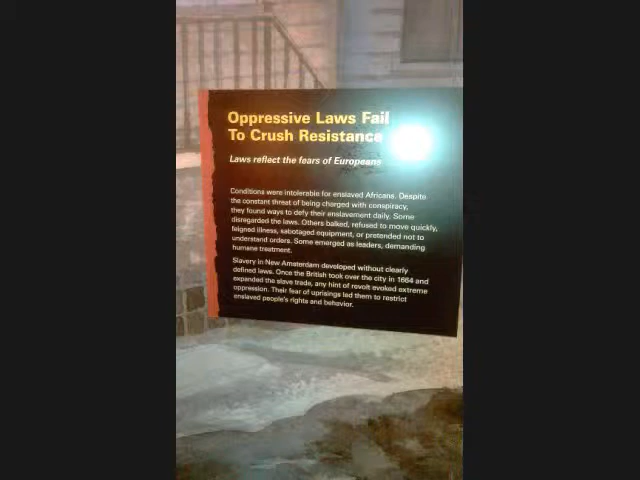 Oppressive Laws Fail
To Crush Resistance
Laws reflect the fears of Europeans
Conditions were intolerable for enslaved Africans. Despite
the constant threat of being charged with conspiracy,
they found ways to defy their enslavement daily. Some
disregarded the laws. Others balked, refused to move quickly,
feigned illness, sabotaged equipment, or pretended not to
understand orders. Some emerged as leaders, demanding
humane treatment.
Slavery in New Amsterdam developed without clearly
defined laws. Once the British took over the city in 1664 and
expanded the slave trade, any hint of revolt evoked extreme
oppression. Their fear of uprisings led them to restrict
enslaved people's rights and behavior.